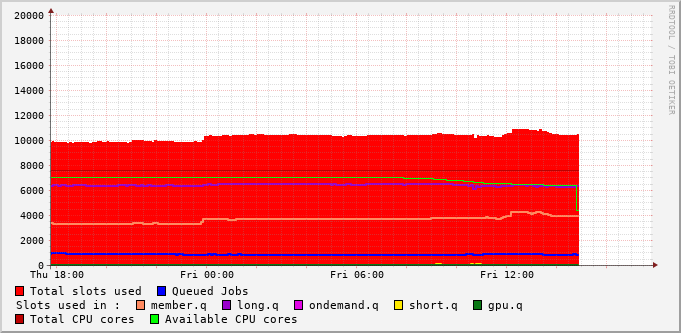 20000
18000
16000
14000
12000
10000
8000
6000
4000
2000
0
Thu 18:00 Fri 00:00 Fri 06:00 Fri 12:00
RRDTOOL / TOBI OETIKER
Total slots used Queued Jobs
Slots used in : member.q long.q ondemand.q short.q gpu.q
Total CPU cores Available CPU cores